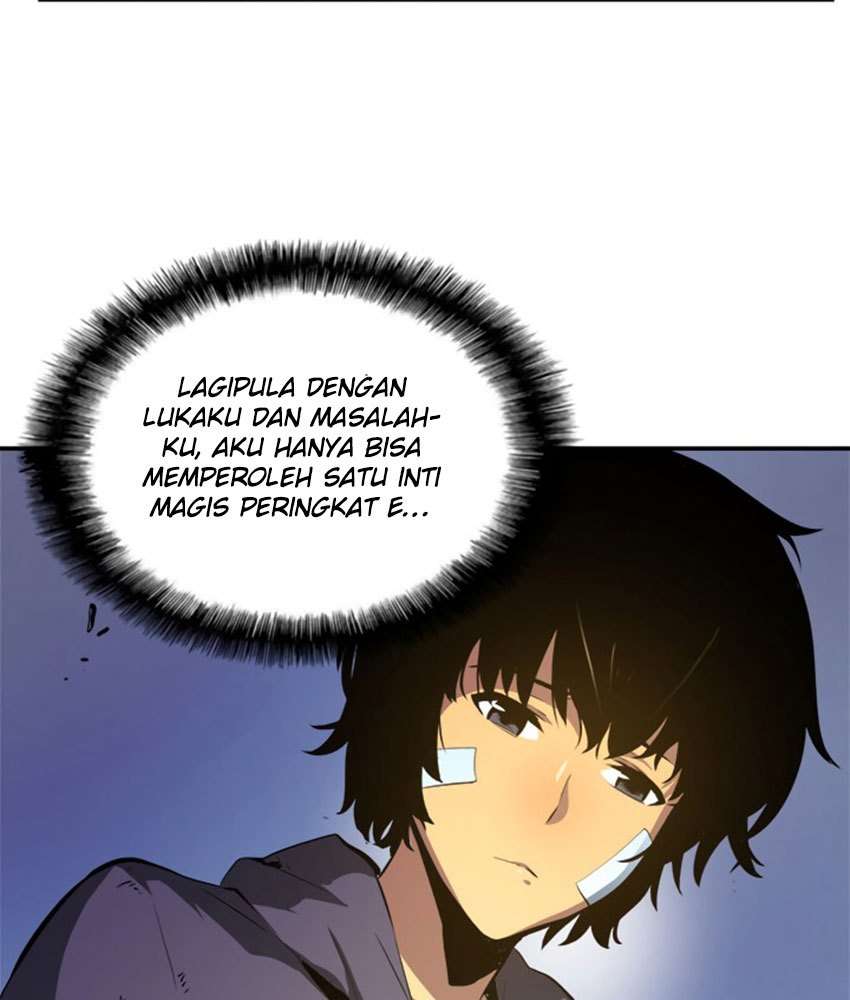 LAGIPULA DENGAN
LUKAKU DAN MASALAH-
KU, AKU HANYA BISA
MEMPEROLEH SATU INTI
MAGIS PERINGKAT E...